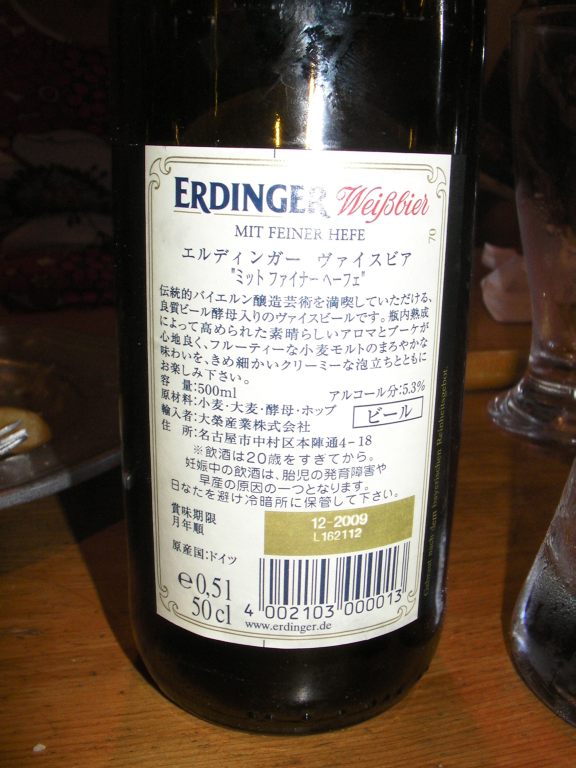 ERDINGER Weißbier
MIT FEINER HEFE
エルディンガー ヴァイスビア
"ミット ファイナー ヘーフェ"
伝統的バイエルン醸造芸術を満喫していただける、
良質ビール酵母入りのヴァイスビールです。瓶内熟成
によって高められた素晴らしいアロマとブーケが
心地良く、フルーティーな小麦モルトのまろやかな
味わいを、きめ細かいクリーミーな泡立ちとともに
お楽しみ下さい。
容 量:500ml アルコール分:5.3%
原材料:小麦・大麦・酵母・ホップ
輸入者:大榮産業株式会社 ビール
住 所:名古屋市中村区本陣通4-18
※飲酒は20歳をすぎてから。
妊娠中の飲酒は、胎児の発育障害や
早産の原因の一つとなります。
日なたを避け冷暗所に保管して下さい。
賞味期限
月年順
12-2009
L162112
原産国:ドイツ
e 0,5l
50 cl
4 002103 000013
www.erdinger.de
70
Gebraut nach dem bayerischen Reinheitsgebot